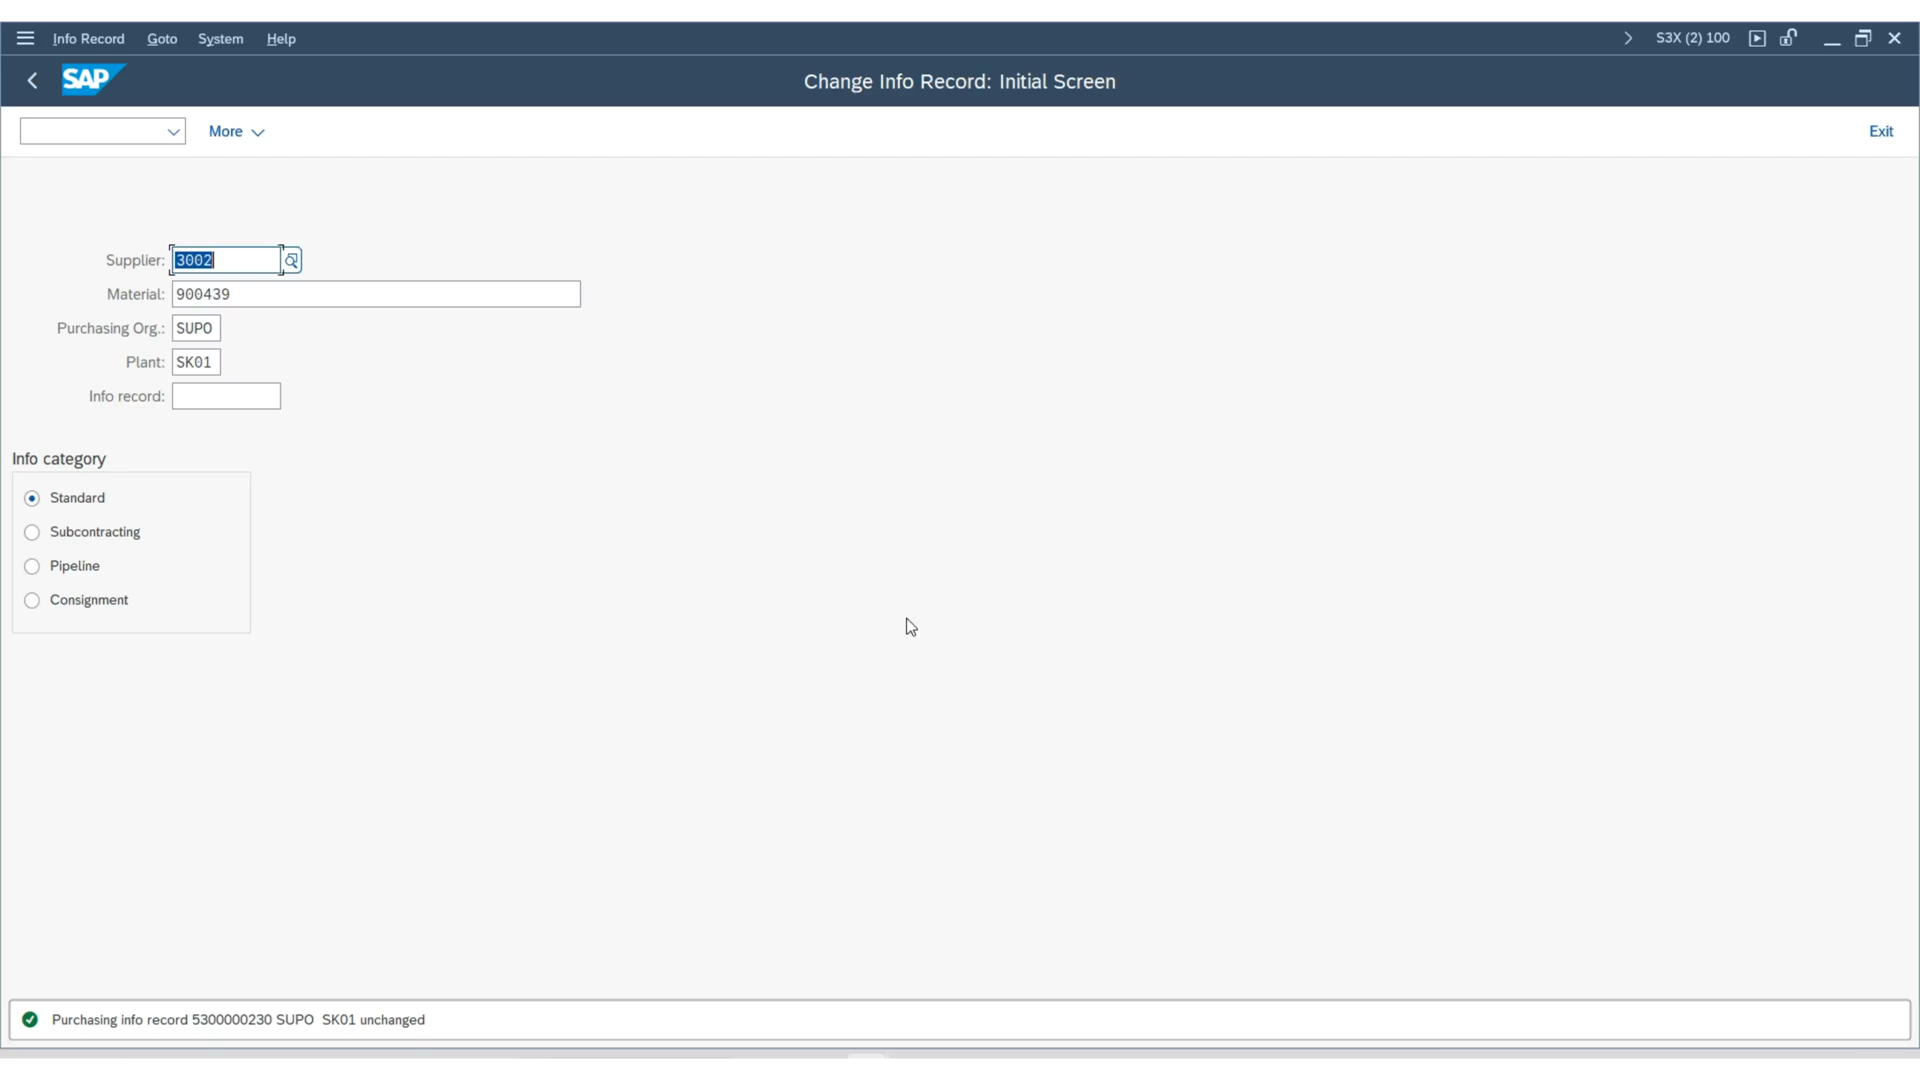 Info Record Goto System Help S3X (2) 100
SAP Change Info Record: Initial Screen
More Exit
Supplier: 3002
Material: 900439
Purchasing Org.: SUPO
Plant: SK01
Info record:
Info category
Standard
Subcontracting
Pipeline
Consignment
Purchasing info record 5300000230 SUPO SK01 unchanged